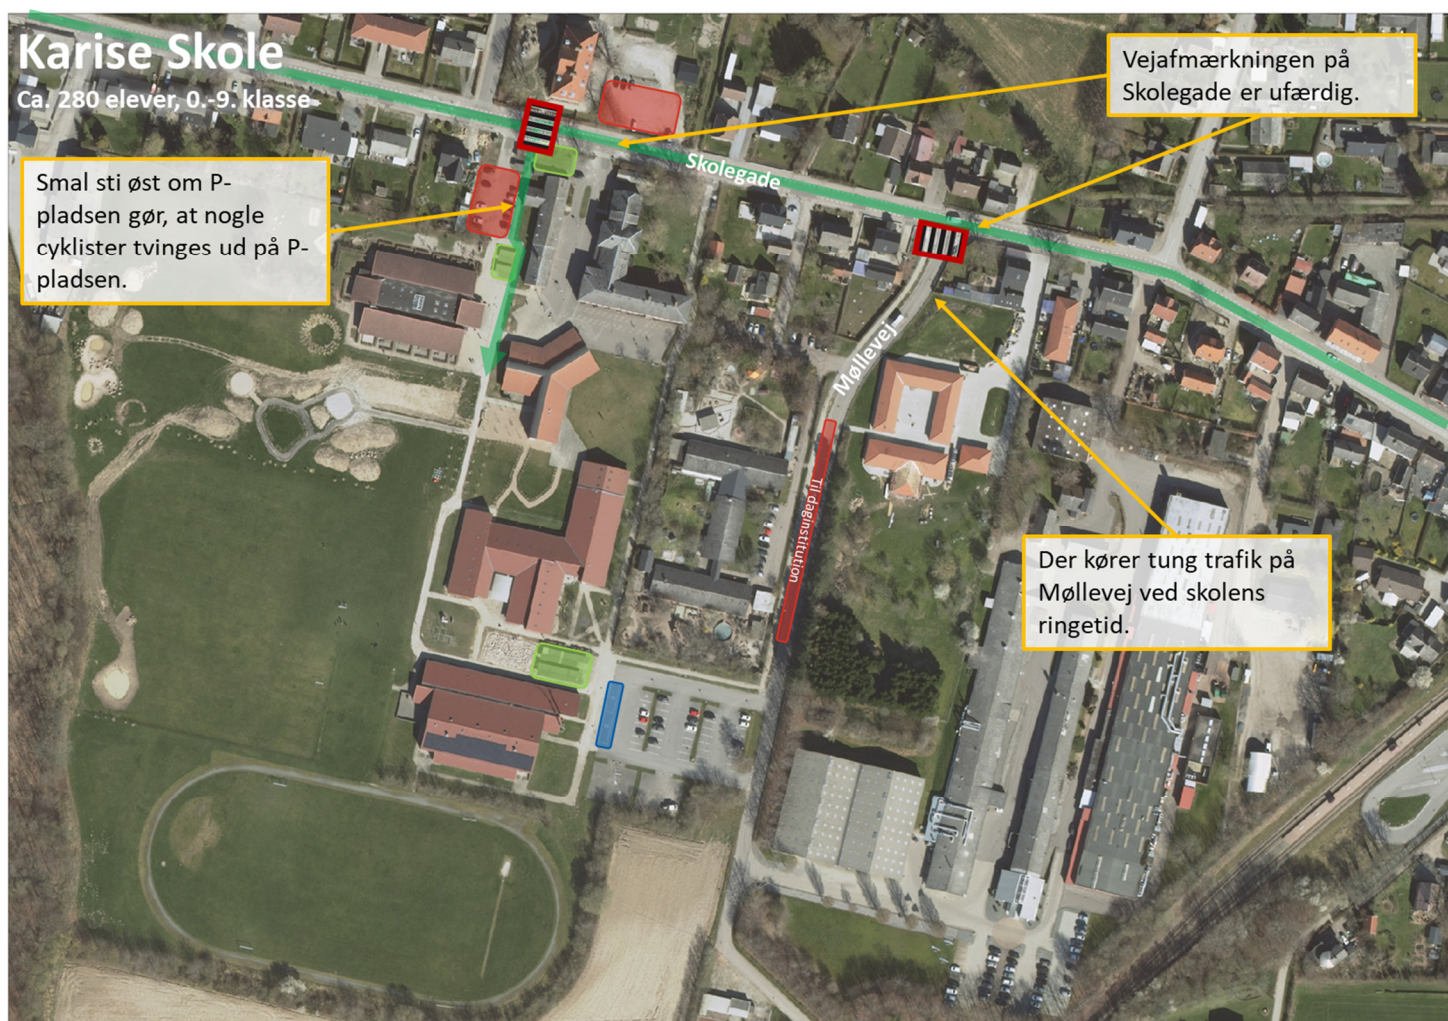 Karise Skole
Ca. 280 elever, 0.-9. klasse
Vejafmærkningen på
Skolegade er ufærdig.
Smal sti øst om P-
pladsen gør, at nogle
cyklister tvinges ud på P-
pladsen.
Skolegade
Møllevej
Til daginstitution
Der kører tung trafik på
Møllevej ved skolens
ringetid.